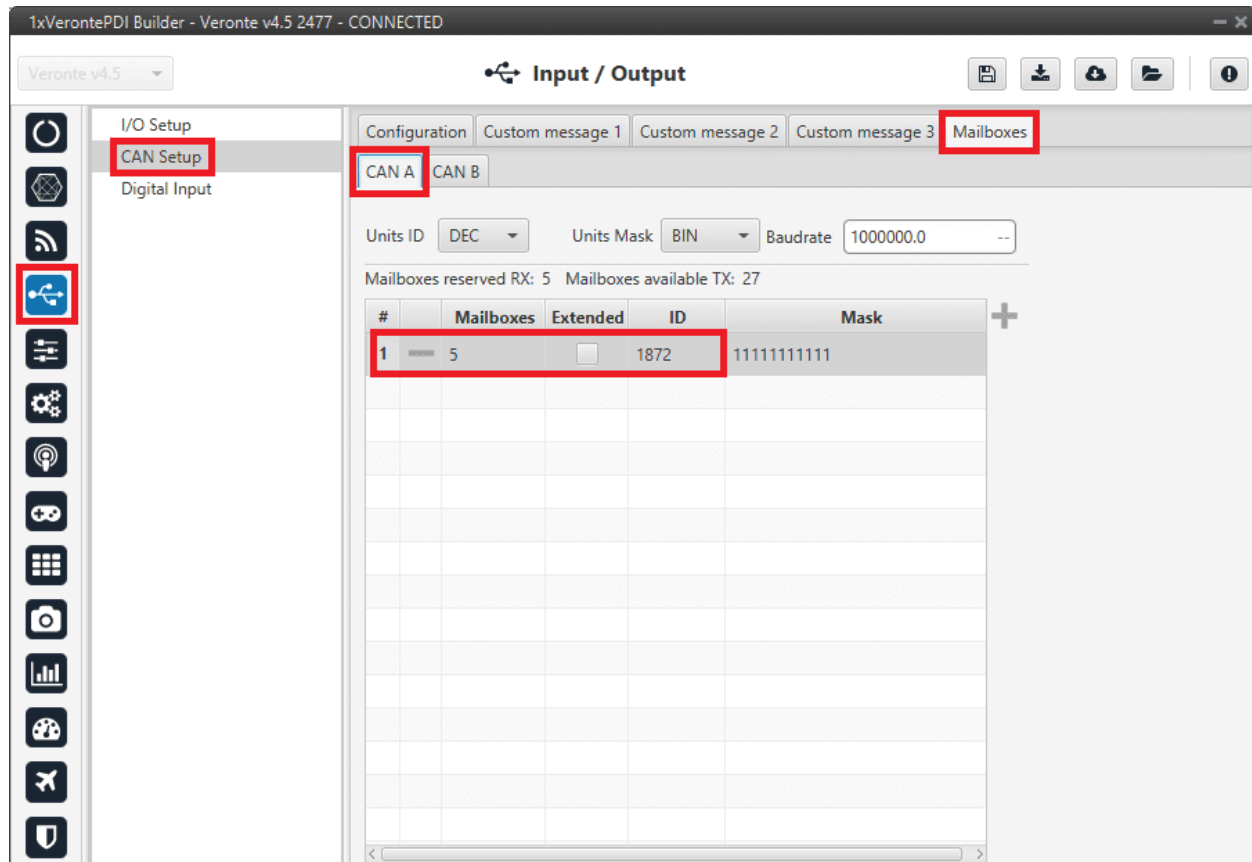 1xVerontePDI Builder - Veronte v4.5 2477 - CONNECTED
Veronte v4.5
Input / Output
I/O Setup
CAN Setup
Digital Input
Configuration Custom message 1 Custom message 2 Custom message 3 Mailboxes
CAN A CAN B
Units ID DEC Units Mask BIN Baudrate 1000000.0 --
Mailboxes reserved RX: 5 Mailboxes available TX: 27
# Mailboxes Extended ID Mask
1 5 1872 11111111111